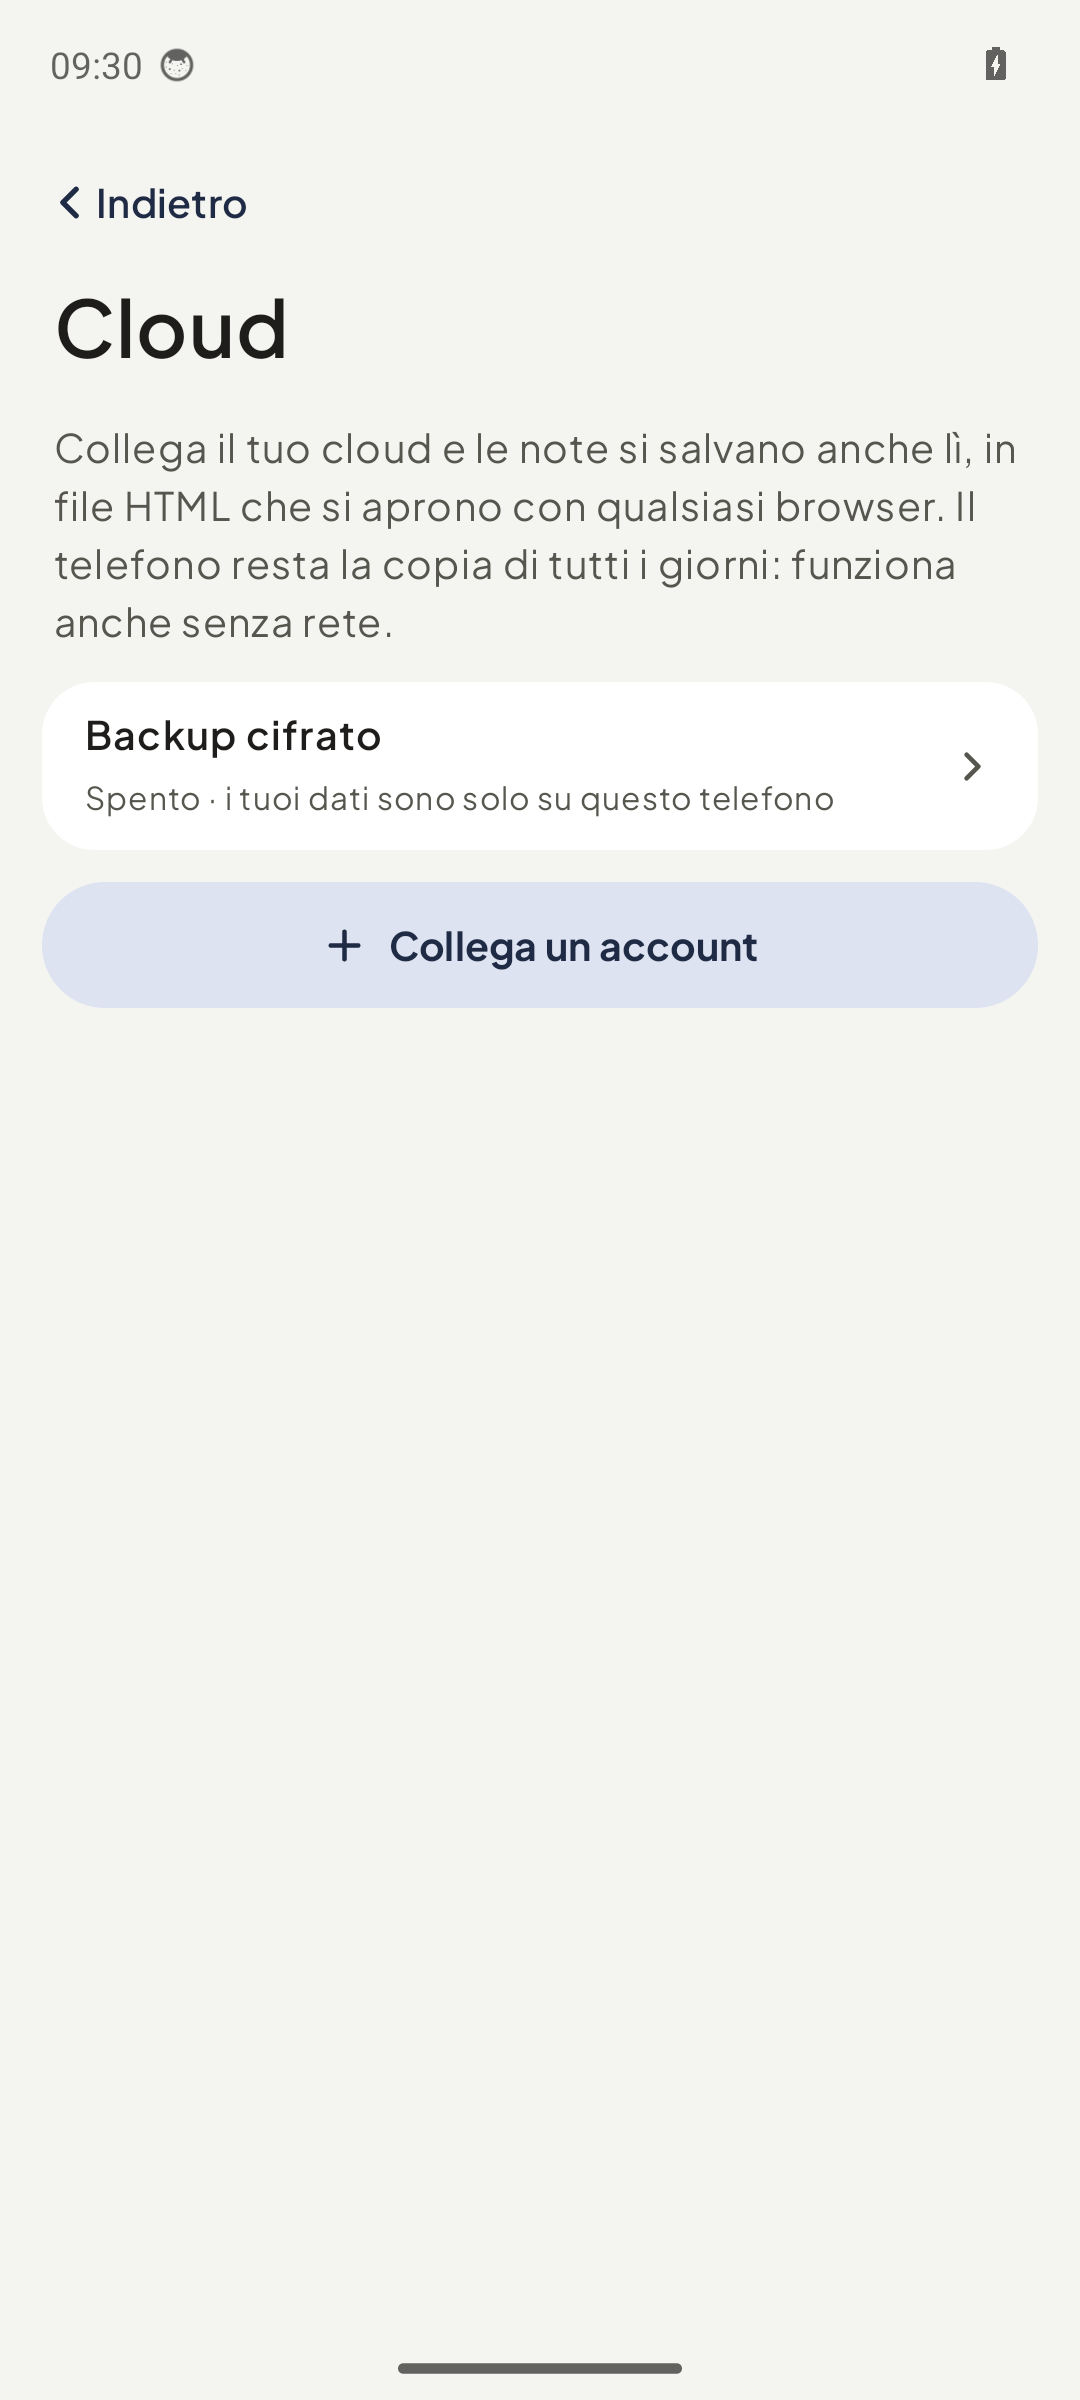 09:30
Indietro
Cloud
Collega il tuo cloud e le note si salvano anche lì, in
file HTML che si aprono con qualsiasi browser. Il
telefono resta la copia di tutti i giorni: funziona
anche senza rete.
Backup cifrato
Spento · i tuoi dati sono solo su questo telefono
+ Collega un account